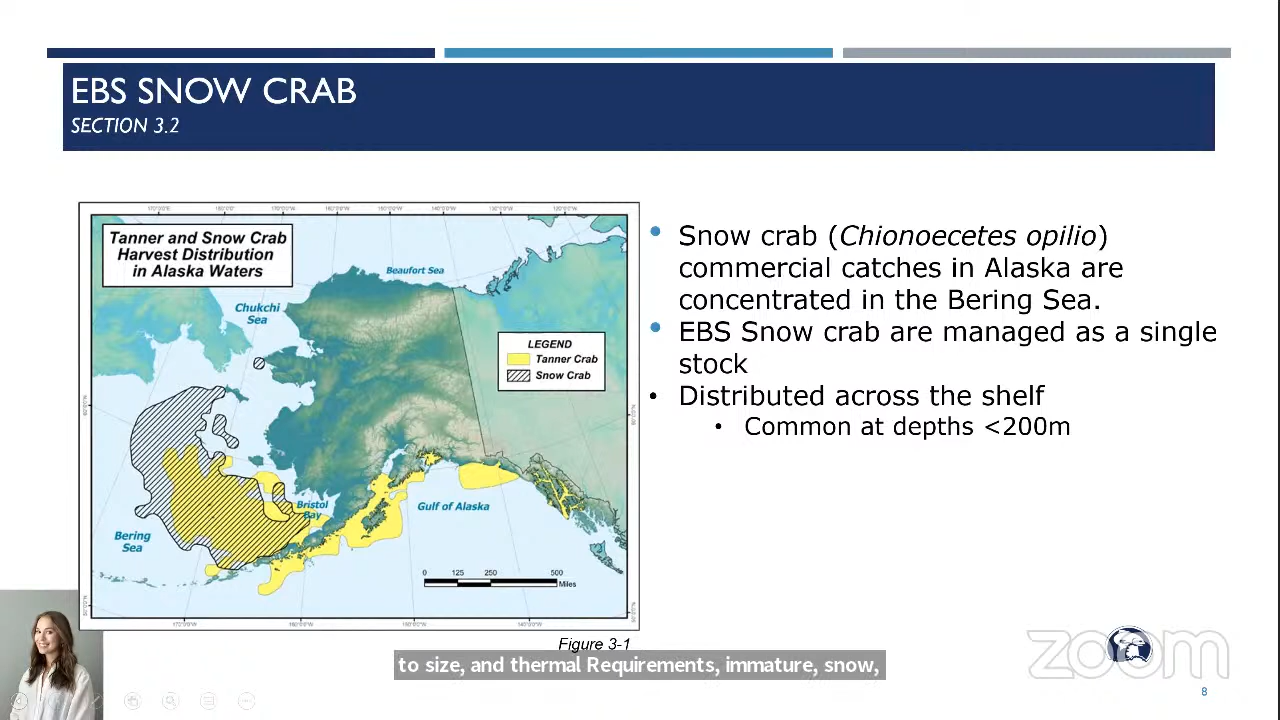 EBS SNOW CRAB
SECTION 3.2
Tanner and Snow Crab
Harvest Distribution
in Alaska Waters
Beaufort Sea
Chukchi
Sea
LEGEND
Tanner Crab
Snow Crab
Bristol
Bay
Gulf of Alaska
Bering
Sea
0 125 250 500
Miles
Figure 3-1
• Snow crab (Chionoecetes opilio)
commercial catches in Alaska are
concentrated in the Bering Sea.
• EBS Snow crab are managed as a single
stock
• Distributed across the shelf
• Common at depths <200m
to size, and thermal Requirements, immature, snow,
zoom
8